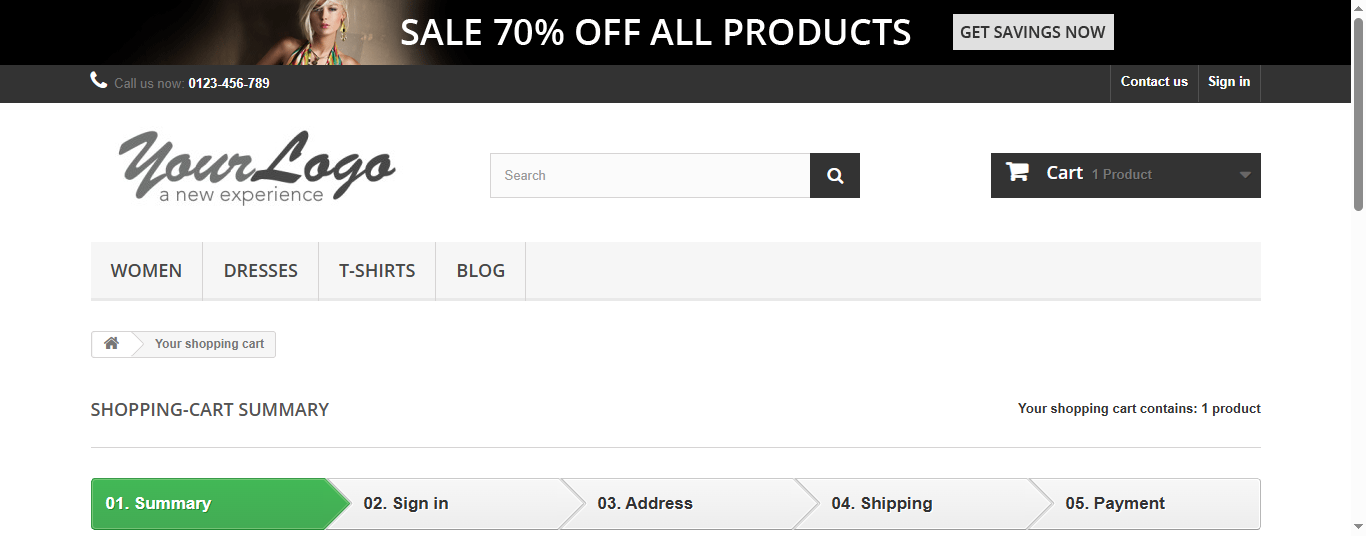 SALE 70% OFF ALL PRODUCTS GET SAVINGS NOW
Call us now: 0123-456-789 Contact us Sign in
YourLogo
a new experience
Search
Cart 1 Product
WOMEN DRESSES T-SHIRTS BLOG
Your shopping cart
SHOPPING-CART SUMMARY Your shopping cart contains: 1 product
01. Summary 02. Sign in 03. Address 04. Shipping 05. Payment